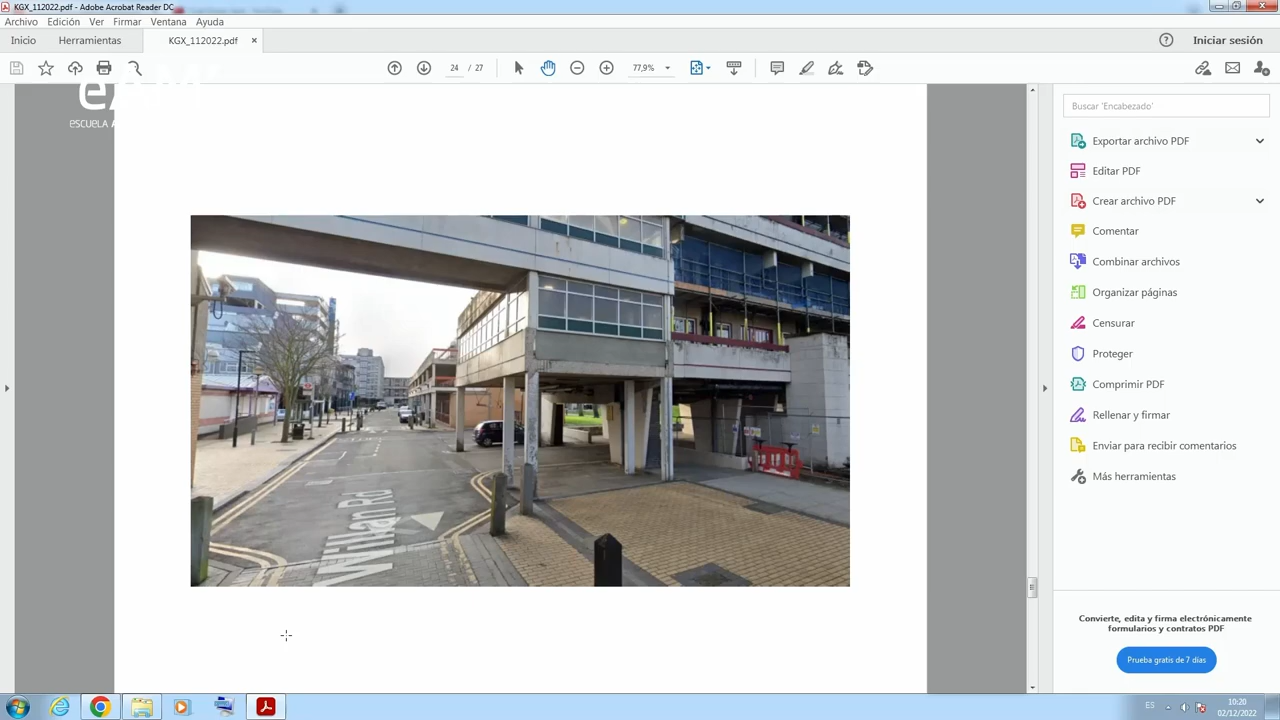 KGX_112022.pdf - Adobe Acrobat Reader DC
Archivo Edición Ver Firmar Ventana Ayuda
Inicio Herramientas KGX_112022.pdf × Iniciar sesión
24 / 27 77,9%
eAM
eSCUELA A
Buscar 'Encabezado'
Exportar archivo PDF
Editar PDF
Crear archivo PDF
Comentar
Combinar archivos
Organizar páginas
Censurar
Proteger
Comprimir PDF
Rellenar y firmar
Enviar para recibir comentarios
Más herramientas
Willan Rd
Convierte, edita y firma electrónicamente
formularios y contratos PDF
Prueba gratis de 7 días
ES
10:20
02/12/2022